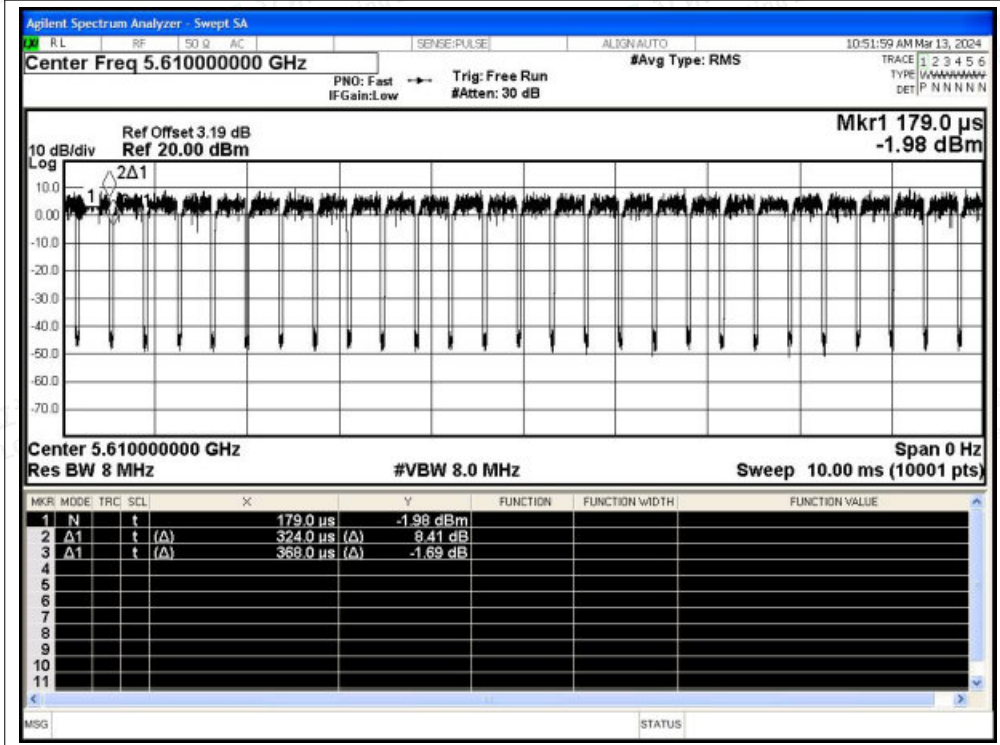 Agilent Spectrum Analyzer - Swept SA
LXI RL RF 50 Ω AC SENSE:PULSE ALIGN AUTO 10:51:59 AM Mar 13, 2024
Center Freq 5.610000000 GHz #Avg Type: RMS TRACE 1 2 3 4 5 6
PNO: Fast Trig: Free Run TYPE WWWWWW
IFGain:Low #Atten: 30 dB DET P N N N N N
Mkr1 179.0 µs
Ref Offset 3.19 dB
10 dB/div Ref 20.00 dBm -1.98 dBm
Log
2Δ1
10.0
1
0.00
-10.0
-20.0
-30.0
-40.0
-50.0
-60.0
-70.0
Center 5.610000000 GHz Span 0 Hz
Res BW 8 MHz #VBW 8.0 MHz Sweep 10.00 ms (10001 pts)
MKR MODE TRC SCL X Y FUNCTION FUNCTION WIDTH FUNCTION VALUE
1 N t 179.0 µs -1.98 dBm
2 Δ1 t (Δ) 324.0 µs (Δ) 8.41 dB
3 Δ1 t (Δ) 368.0 µs (Δ) -1.69 dB
4
5
6
7
8
9
10
11
MSG STATUS